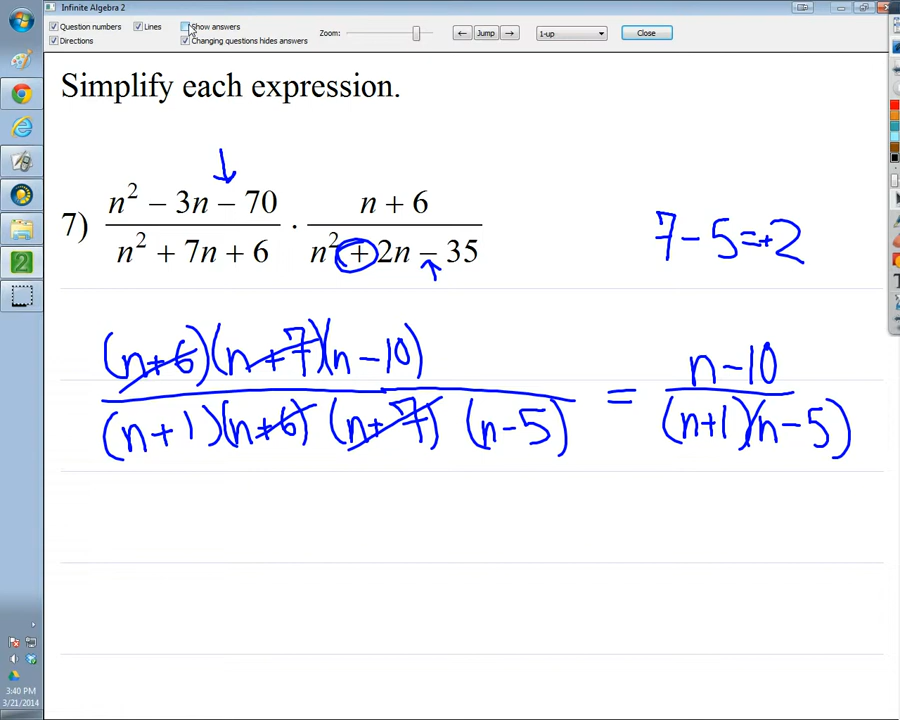 Infinite Algebra 2
Question numbers Lines Show answers Zoom: ← Jump → 1-up Close
Directions Changing questions hides answers
Simplify each expression.
7) (n² − 3n − 70)/(n² + 7n + 6) · (n + 6)/(n² + 2n − 35)
7 − 5 = +2
(n+6)(n+7)(n−10)/(n+1)(n+6)(n+7)(n−5) = n−10/(n+1)(n−5)
3:40 PM
3/21/2014